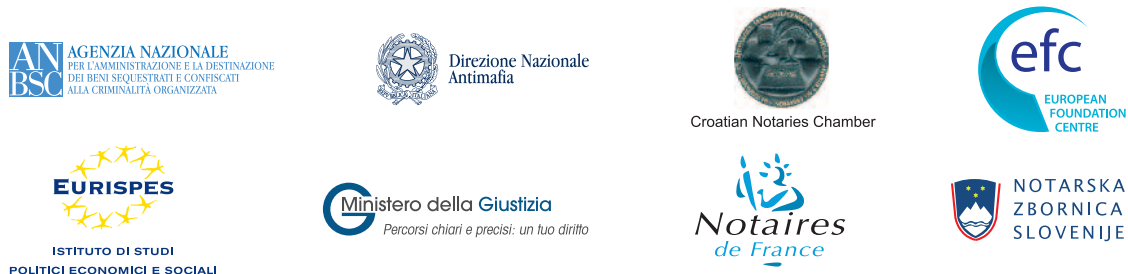 AN
BSC
AGENZIA NAZIONALE
PER L'AMMINISTRAZIONE E LA DESTINAZIONE
DEI BENI SEQUESTRATI E CONFISCATI
ALLA CRIMINALITÀ ORGANIZZATA
Direzione Nazionale
Antimafia
Croatian Notaries Chamber
efc
EUROPEAN
FOUNDATION
CENTRE
EURISPES
ISTITUTO DI STUDI
POLITICI ECONOMICI E SOCIALI
Ministero della Giustizia
Percorsi chiari e precisi: un tuo diritto
Notaires
de France
NOTARSKA
ZBORNICA
SLOVENIJE